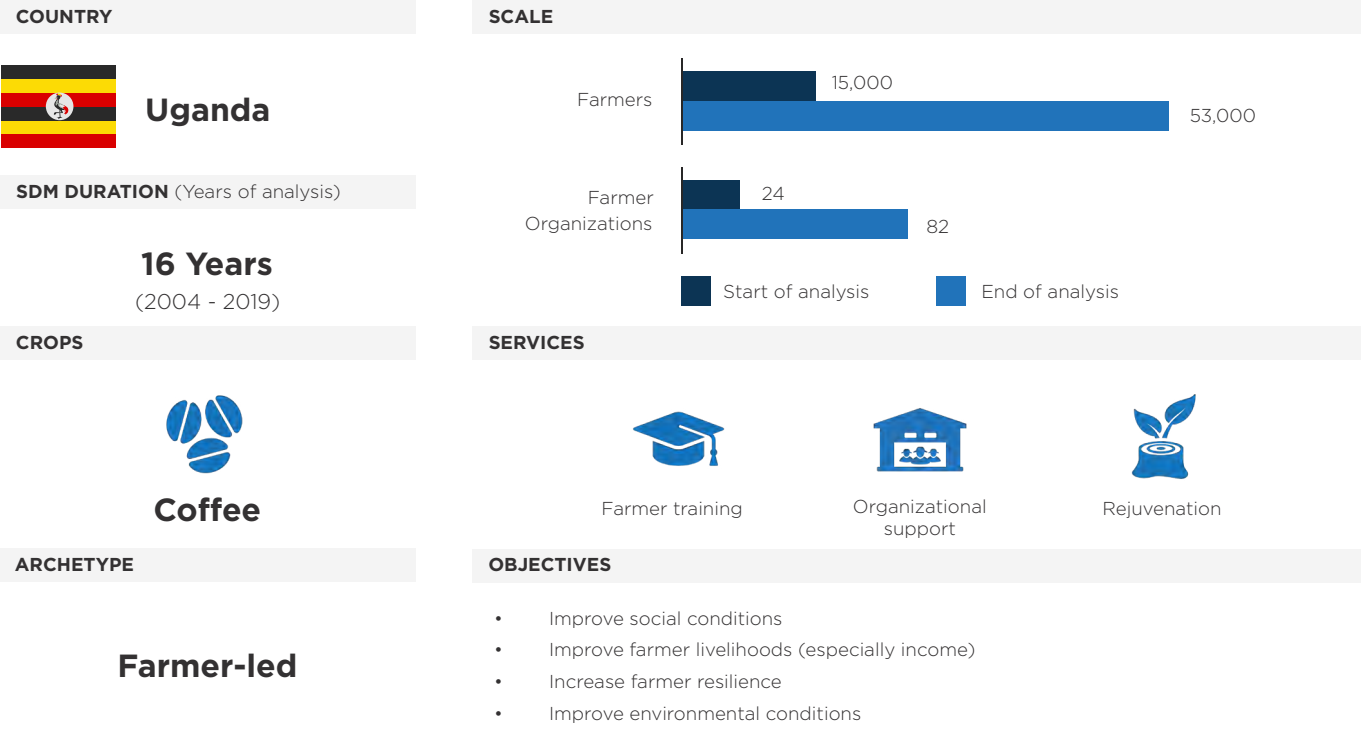 COUNTRY
Uganda
SDM DURATION (Years of analysis)
16 Years
(2004 - 2019)
CROPS
Coffee
ARCHETYPE
Farmer-led
SCALE
Farmers
15,000
53,000
Farmer
Organizations
24
82
Start of analysis
End of analysis
SERVICES
Farmer training
Organizational
support
Rejuvenation
OBJECTIVES
• Improve social conditions
• Improve farmer livelihoods (especially income)
• Increase farmer resilience
• Improve environmental conditions